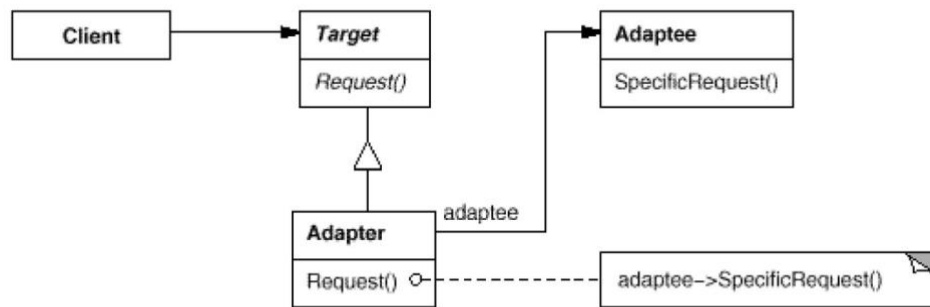 Client
Target
Request()
Adaptee
SpecificRequest()
adaptee
Adapter
Request()
adaptee->SpecificRequest()